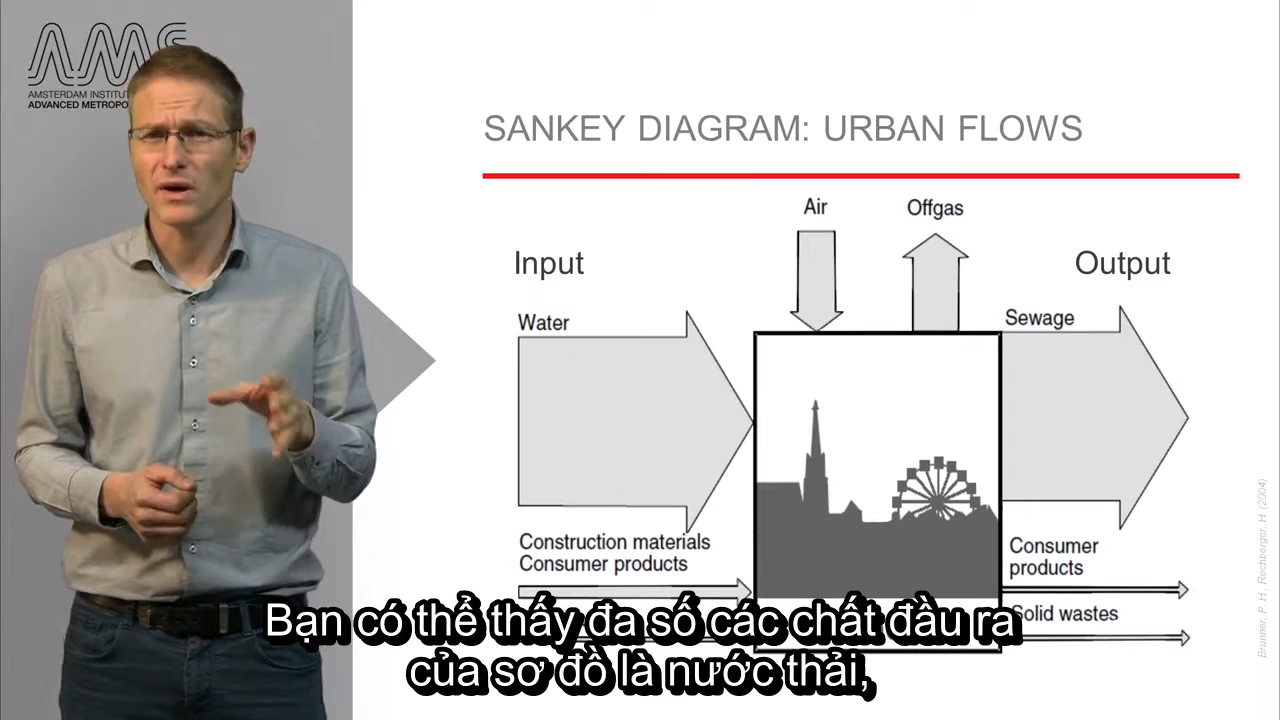 AMS
AMSTERDAM INSTITUT
ADVANCED METROPO
SANKEY DIAGRAM: URBAN FLOWS
Air
Offgas
Input
Output
Water
Sewage
Construction materials
Consumer products
Consumer
products
Solid wastes
Bạn có thể thấy đa số các chất đầu ra
của sơ đồ là nước thải,
Brunner, P. H., Rechberger, H. (2004)